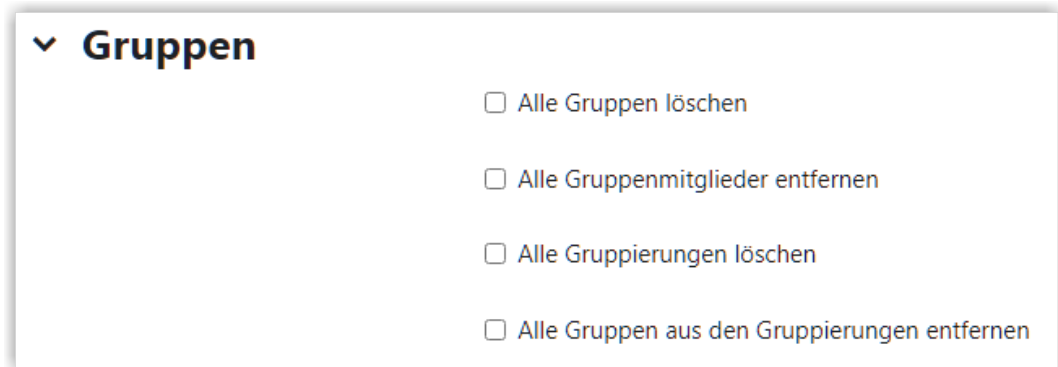 Gruppen
Alle Gruppen löschen
Alle Gruppenmitglieder entfernen
Alle Gruppierungen löschen
Alle Gruppen aus den Gruppierungen entfernen